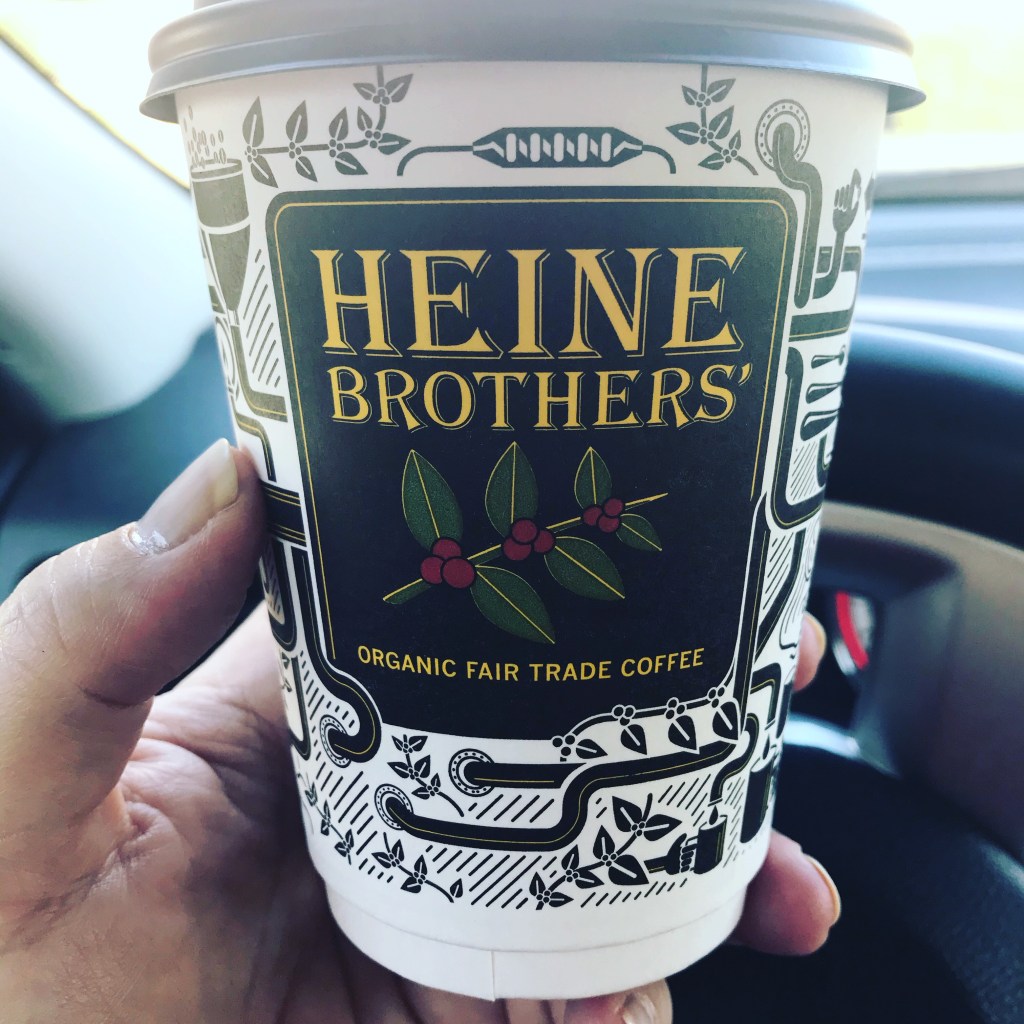 HEINE
BROTHERS'
ORGANIC FAIR TRADE COFFEE